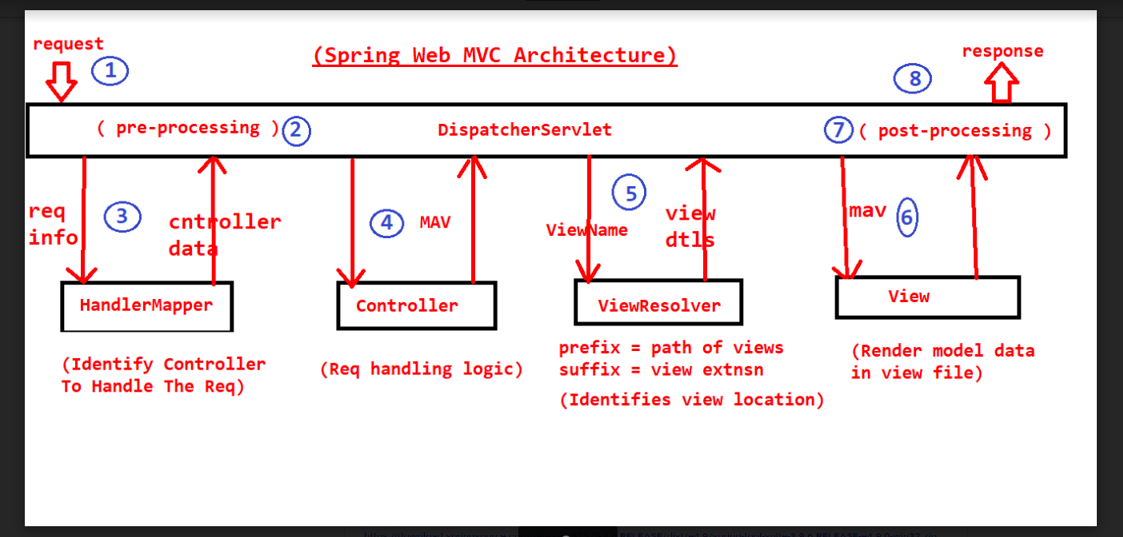 request
1
(Spring Web MVC Architecture)
8
response
( pre-processing )
2
DispatcherServlet
7
( post-processing )
req
info
3
cntroller
data
4
MAV
ViewName
5
view
dtls
mav
6
HandlerMapper
Controller
ViewResolver
View
(Identify Controller
To Handle The Req)
(Req handling logic)
prefix = path of views
suffix = view extnsn
(Identifies view location)
(Render model data
in view file)